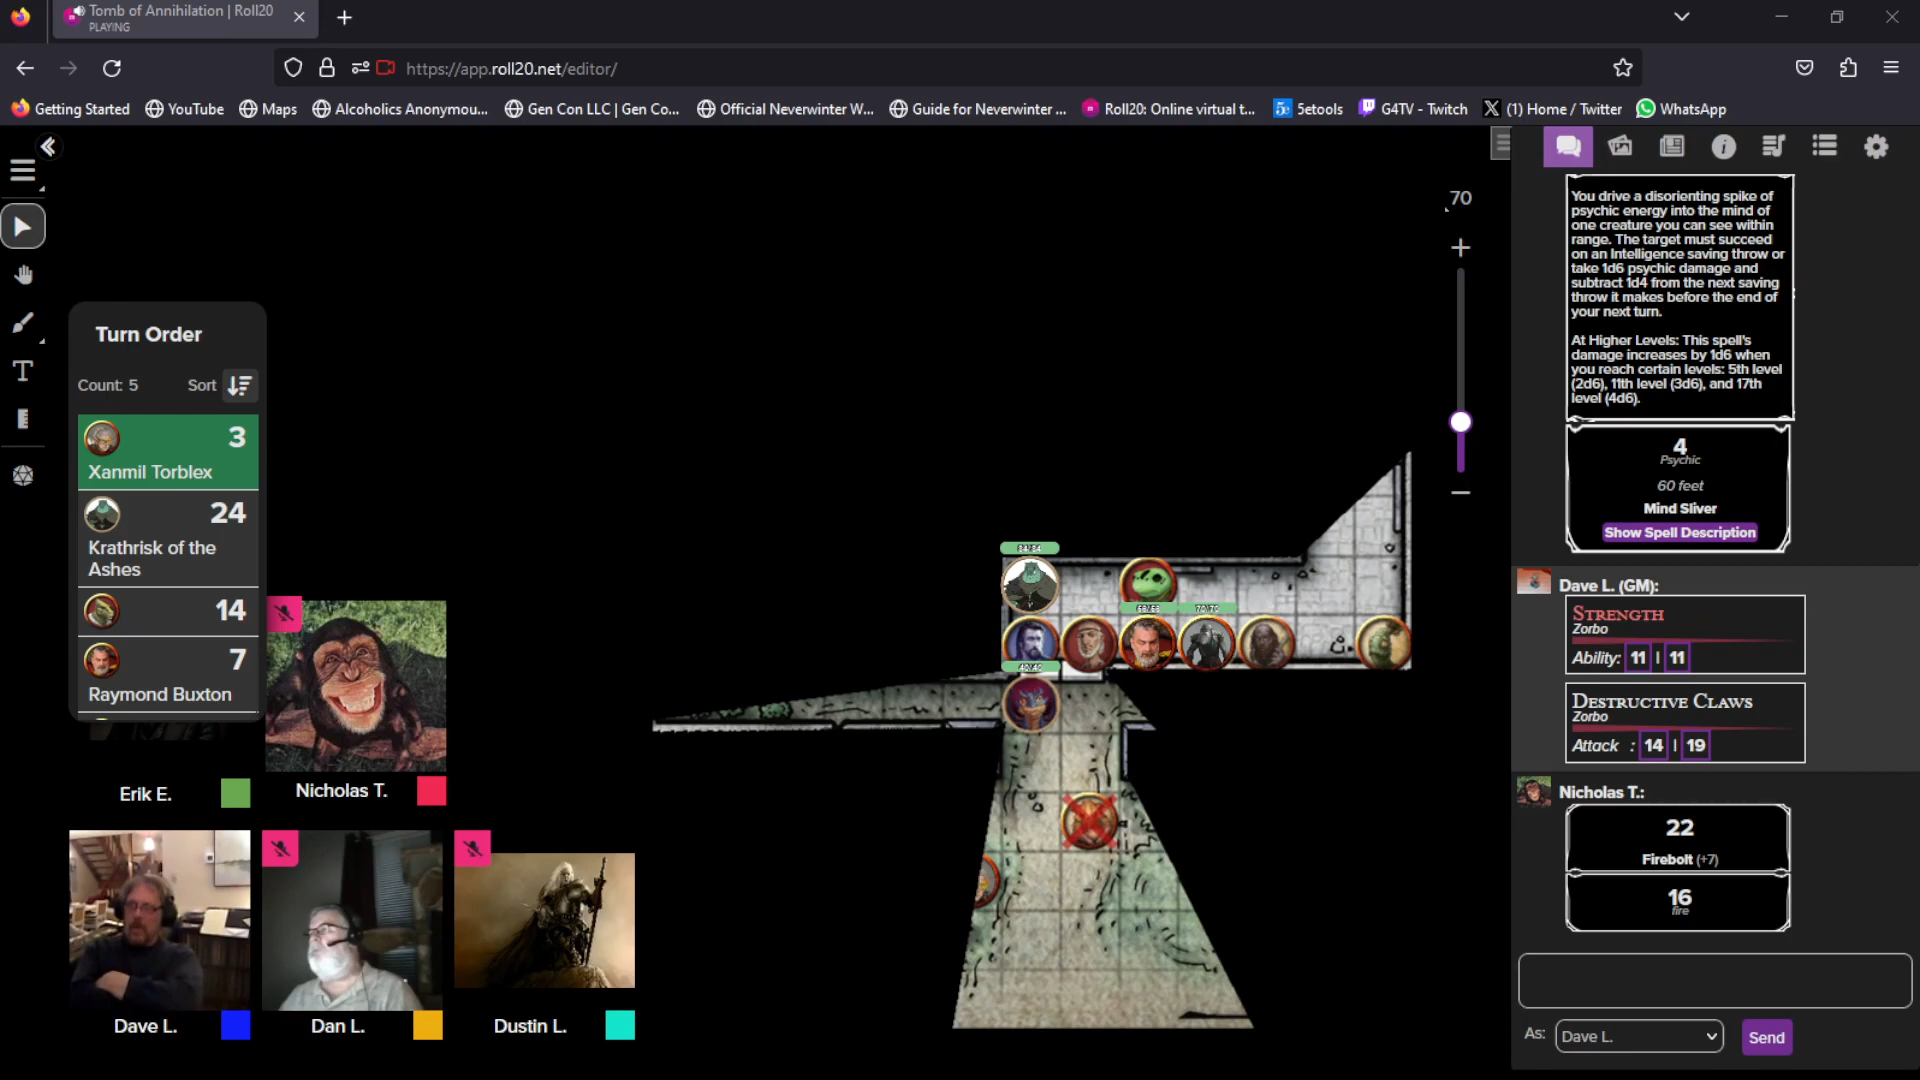 Tomb of Annihilation | Roll20
PLAYING
https://app.roll20.net/editor/
Getting Started
YouTube
Maps
Alcoholics Anonymou...
Gen Con LLC | Gen Co...
Official Neverwinter W...
Guide for Neverwinter ...
Roll20: Online virtual t...
5etools
G4TV - Twitch
(1) Home / Twitter
WhatsApp
70
Turn Order
Count: 5
Sort
3
Xanmil Torblex
24
Krathrisk of the
Ashes
14
7
Raymond Buxton
Erik E.
Nicholas T.
Dave L.
Dan L.
Dustin L.
84/84
68/68
70/70
40/40
You drive a disorienting spike of
psychic energy into the mind of
one creature you can see within
range. The target must succeed
on an Intelligence saving throw or
take 1d6 psychic damage and
subtract 1d4 from the next saving
throw it makes before the end of
your next turn.
At Higher Levels: This spell's
damage increases by 1d6 when
you reach certain levels: 5th level
(2d6), 11th level (3d6), and 17th
level (4d6).
4
Psychic
60 feet
Mind Sliver
Show Spell Description
Dave L. (GM):
STRENGTH
Zorbo
Ability: 11 | 11
DESTRUCTIVE CLAWS
Zorbo
Attack : 14 | 19
Nicholas T.:
22
Firebolt (+7)
16
fire
As:
Dave L.
Send